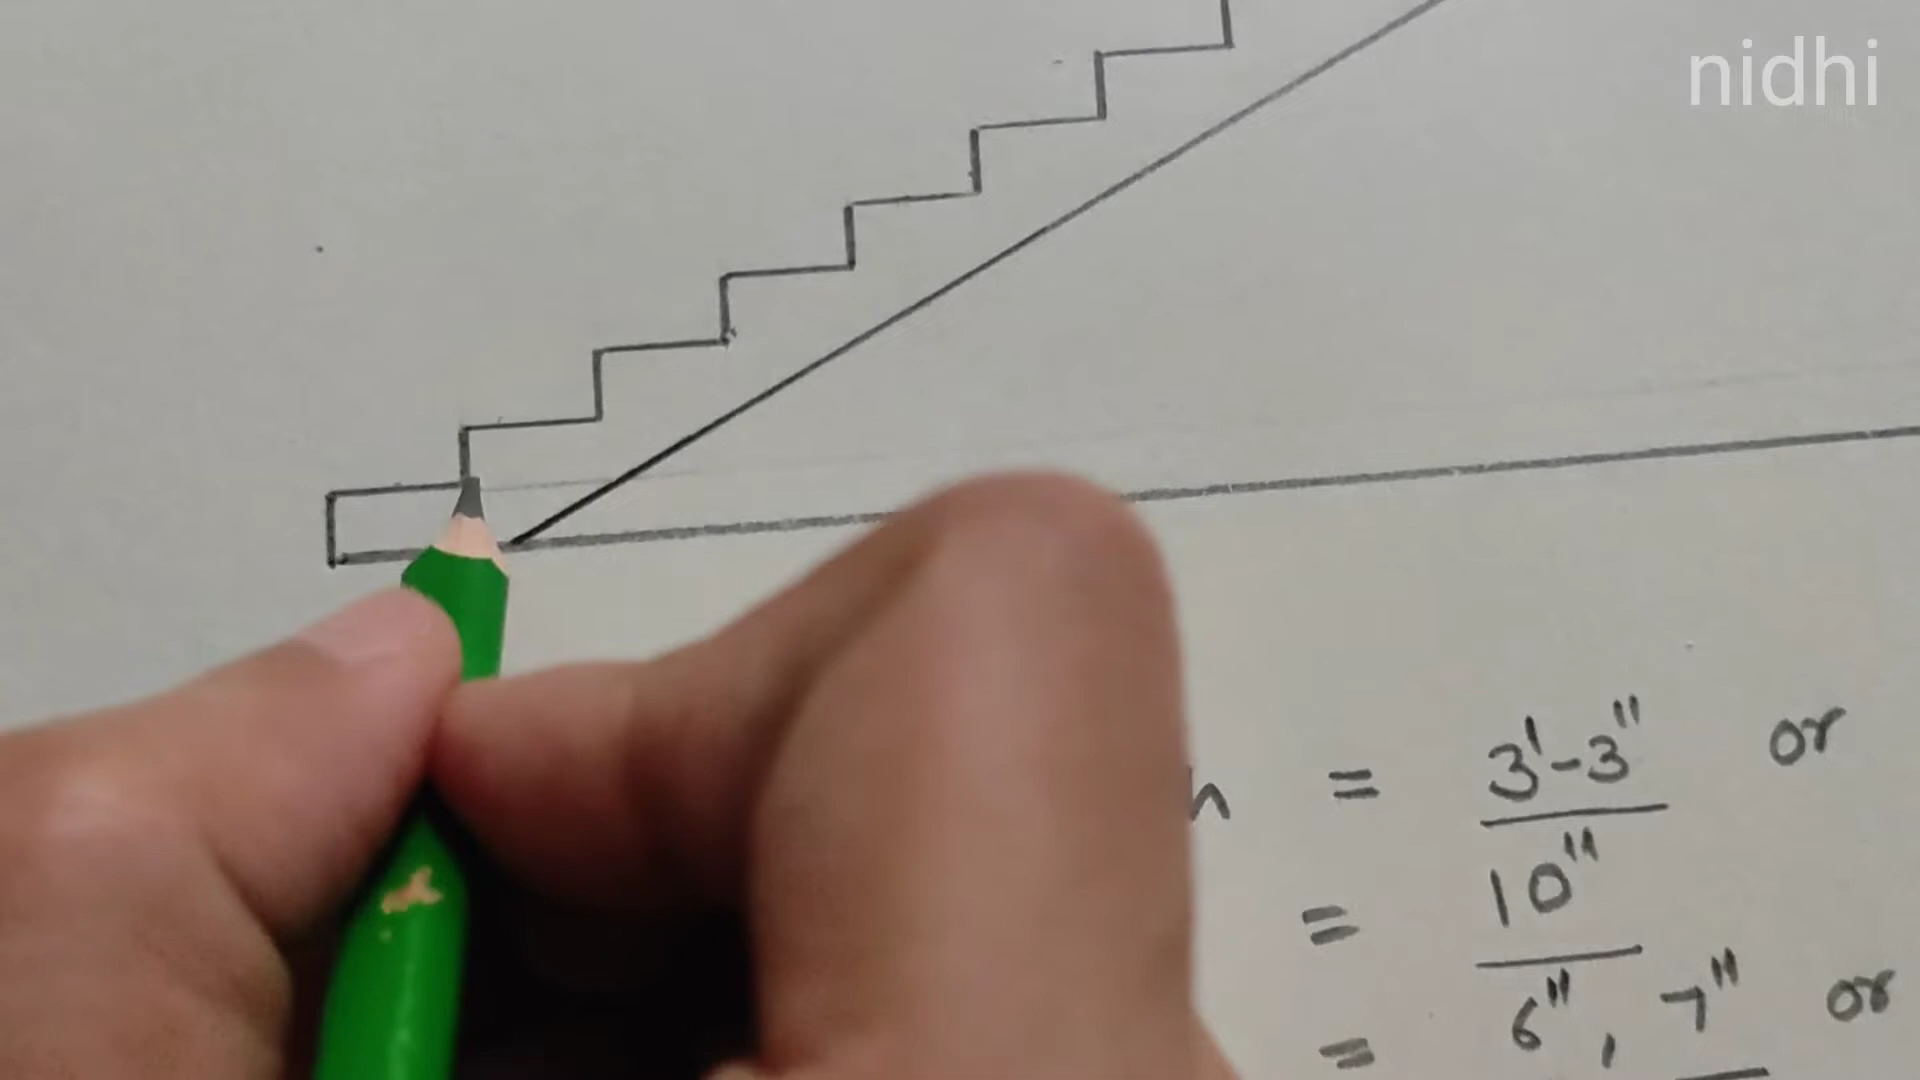 nidhi
h = 3'-3" or
= 10"
= 6", 7" or